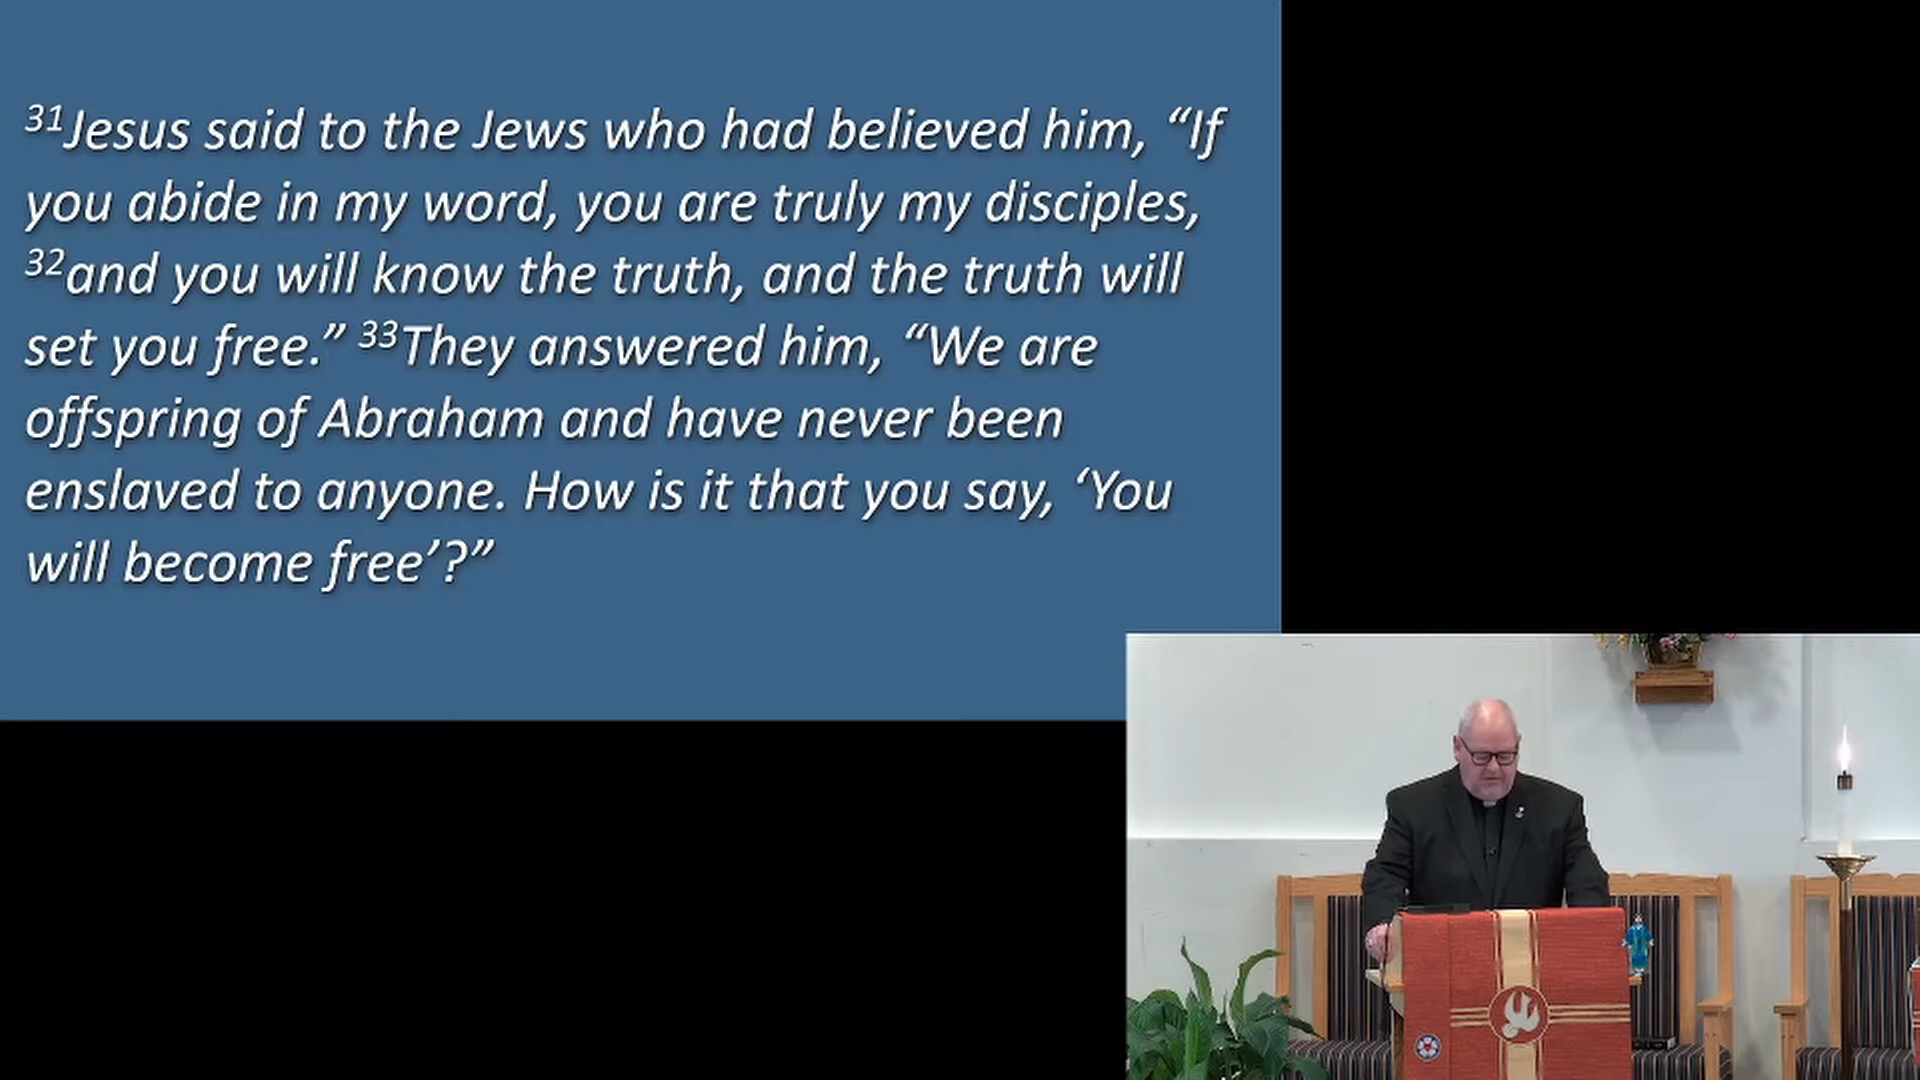 31Jesus said to the Jews who had believed him, “If
you abide in my word, you are truly my disciples,
32and you will know the truth, and the truth will
set you free.” 33They answered him, “We are
offspring of Abraham and have never been
enslaved to anyone. How is it that you say, ‘You
will become free’?”